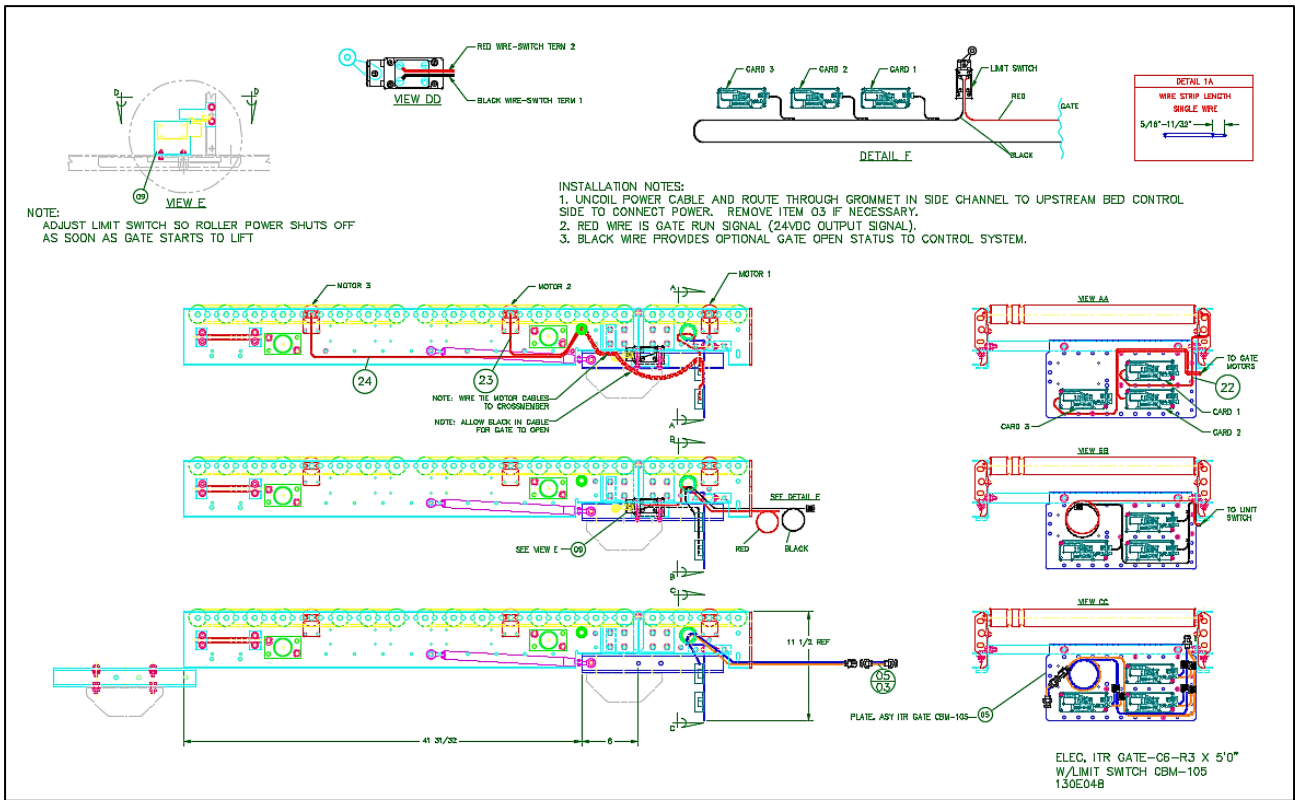 RED WIRE-SWITCH TERM 2
BLACK WIRE-SWITCH TERM 1
VIEW DD
D
D
09
VIEW E
NOTE:
ADJUST LIMIT SWITCH SO ROLLER POWER SHUTS OFF
AS SOON AS GATE STARTS TO LIFT
CARD 3
CARD 2
CARD 1
LIMIT SWITCH
RED
GATE
BLACK
DETAIL F
DETAIL 1A
WIRE STRIP LENGTH
SINGLE WIRE
5/16"-11/32"
INSTALLATION NOTES:
1. UNCOIL POWER CABLE AND ROUTE THROUGH GROMMET IN SIDE CHANNEL TO UPSTREAM BED CONTROL
SIDE TO CONNECT POWER. REMOVE ITEM 03 IF NECESSARY.
2. RED WIRE IS GATE RUN SIGNAL (24VDC OUTPUT SIGNAL).
3. BLACK WIRE PROVIDES OPTIONAL GATE OPEN STATUS TO CONTROL SYSTEM.
MOTOR 3
MOTOR 2
MOTOR 1
A
24
23
NOTE: WIRE TIE MOTOR CABLES
TO CROSSMEMBER
NOTE: ALLOW SLACK IN CABLE
FOR GATE TO OPEN
A
VIEW AA
TO GATE
MOTORS
22
CARD 1
CARD 2
CARD 3
B
SEE DETAIL F
RED
BLACK
SEE VIEW E
09
B
VIEW BB
TO LIMIT
SWITCH
C
11 1/2 REF
05
03
C
41 31/32
6
VIEW CC
PLATE, ASY ITR GATE CBM-105
05
ELEC, ITR GATE-C6-R3 X 5'0"
W/LIMIT SWITCH CBM-105
130E048